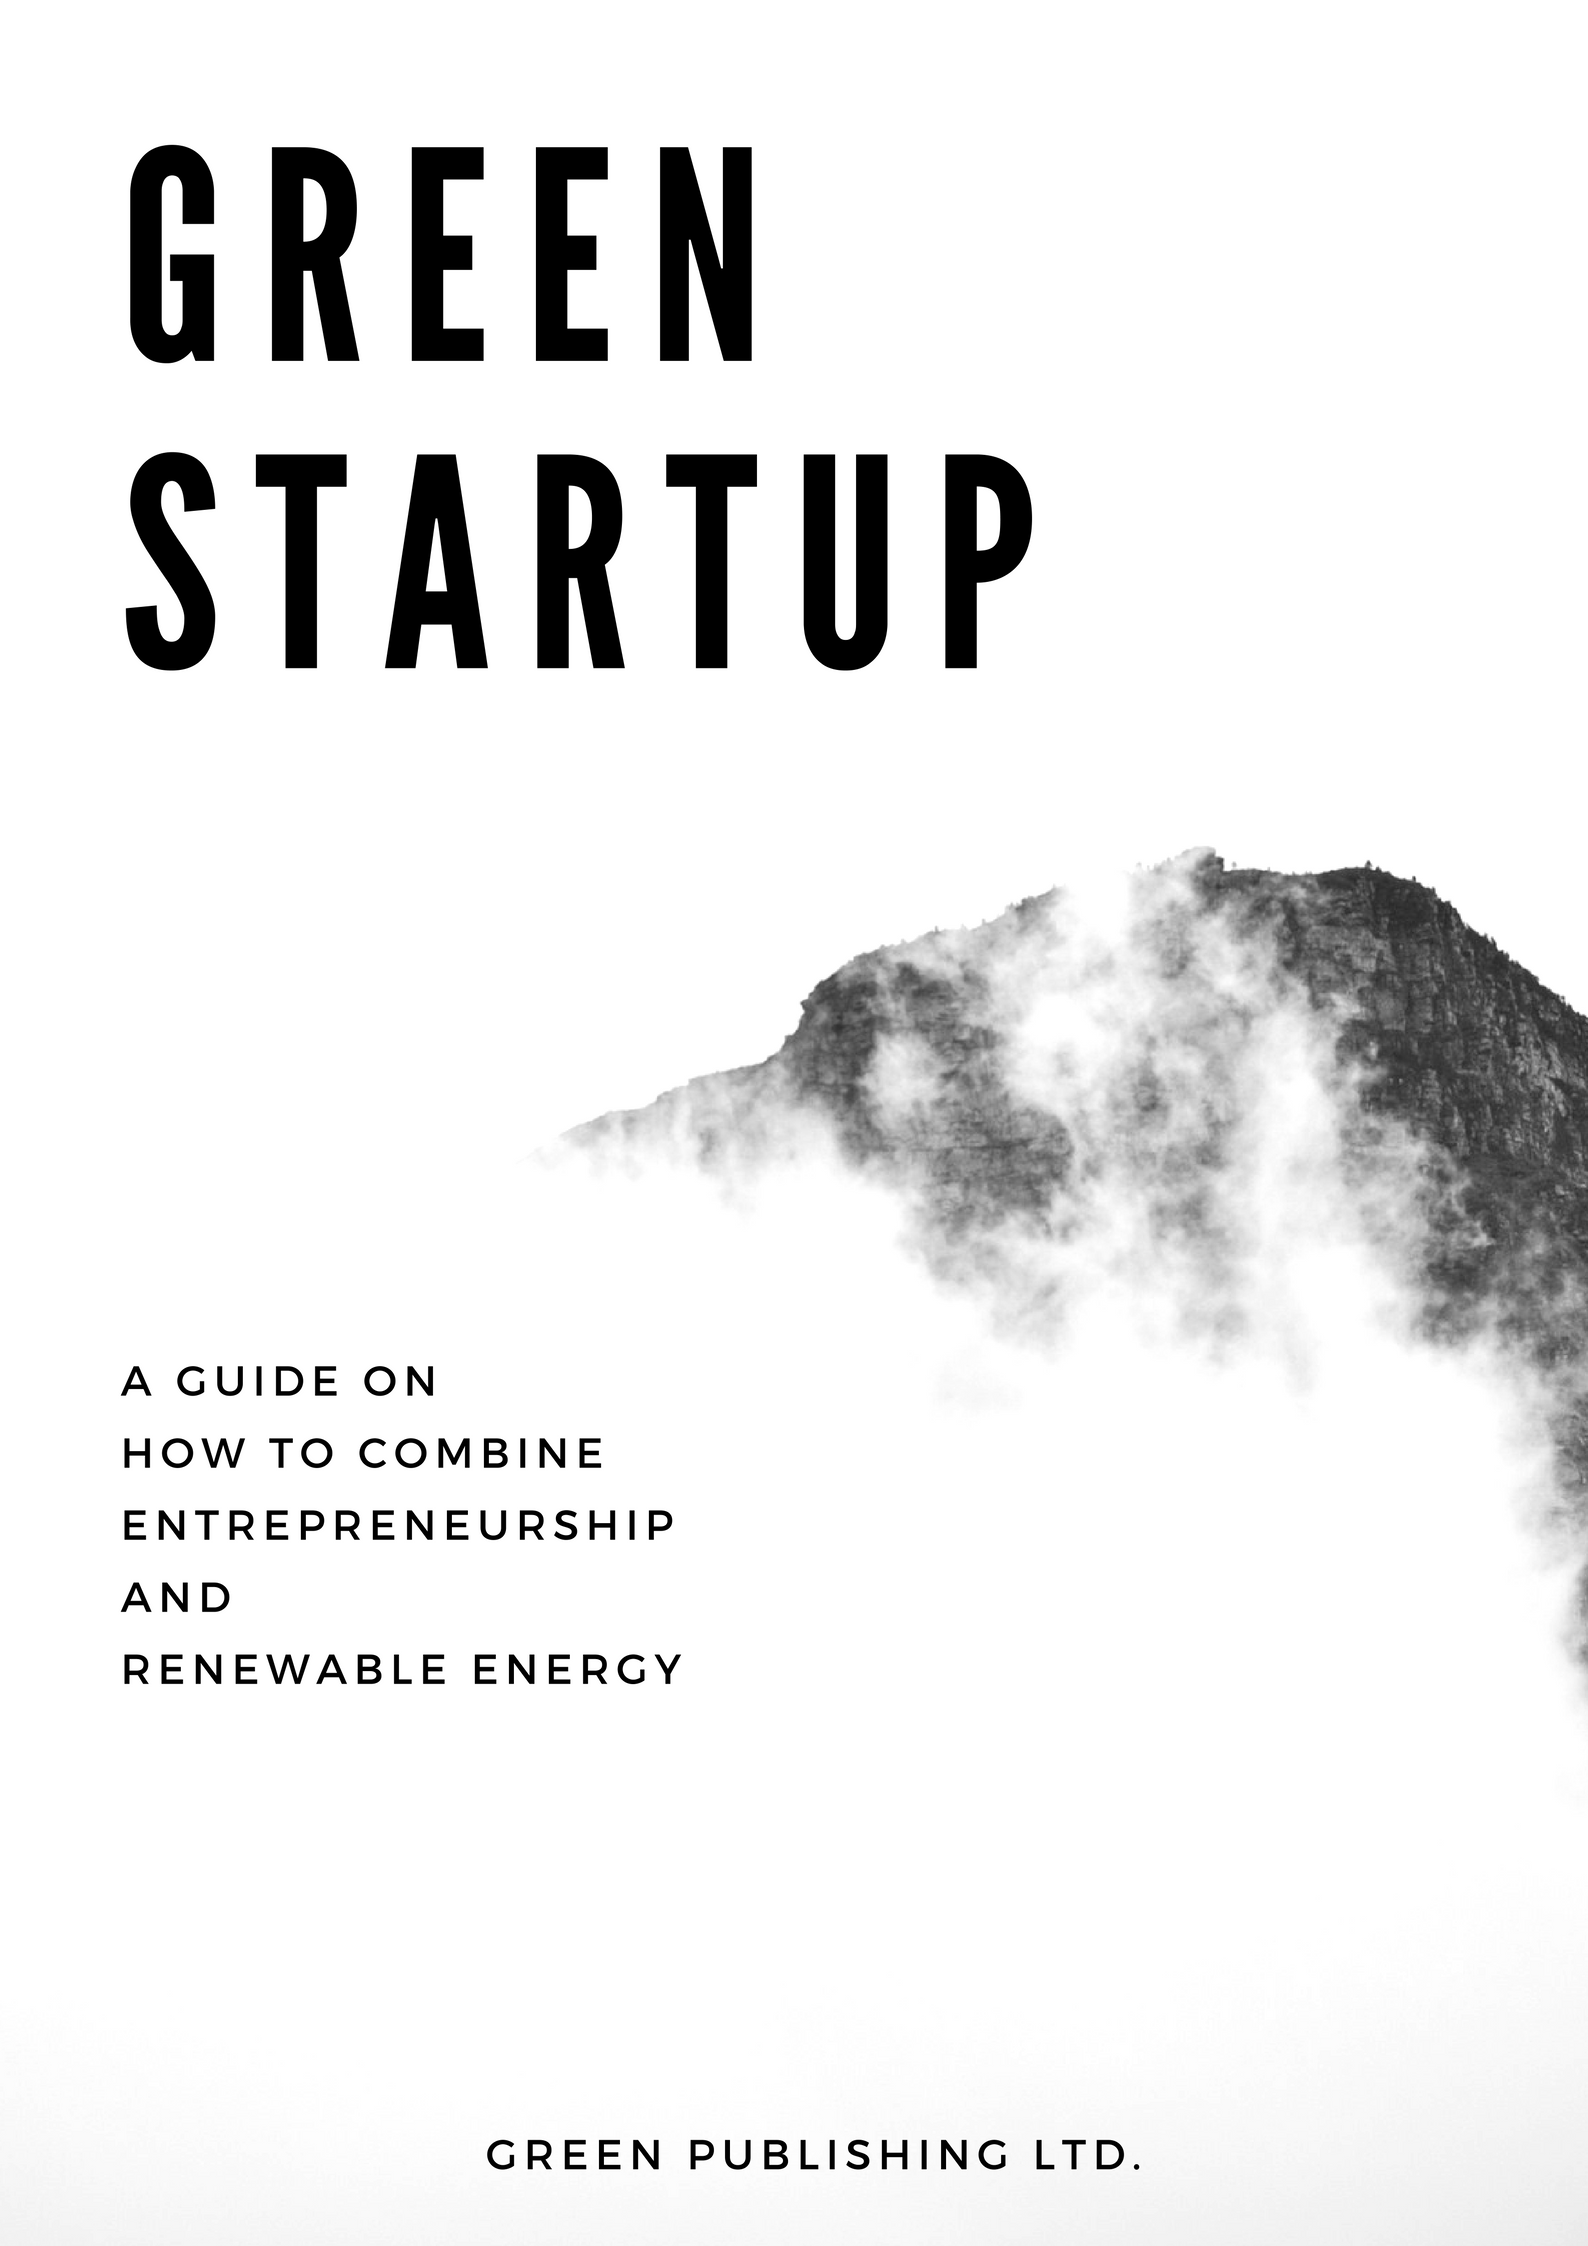 GREEN
STARTUP
A GUIDE ON
HOW TO COMBINE
ENTREPRENEURSHIP
AND
RENEWABLE ENERGY
GREEN PUBLISHING LTD.